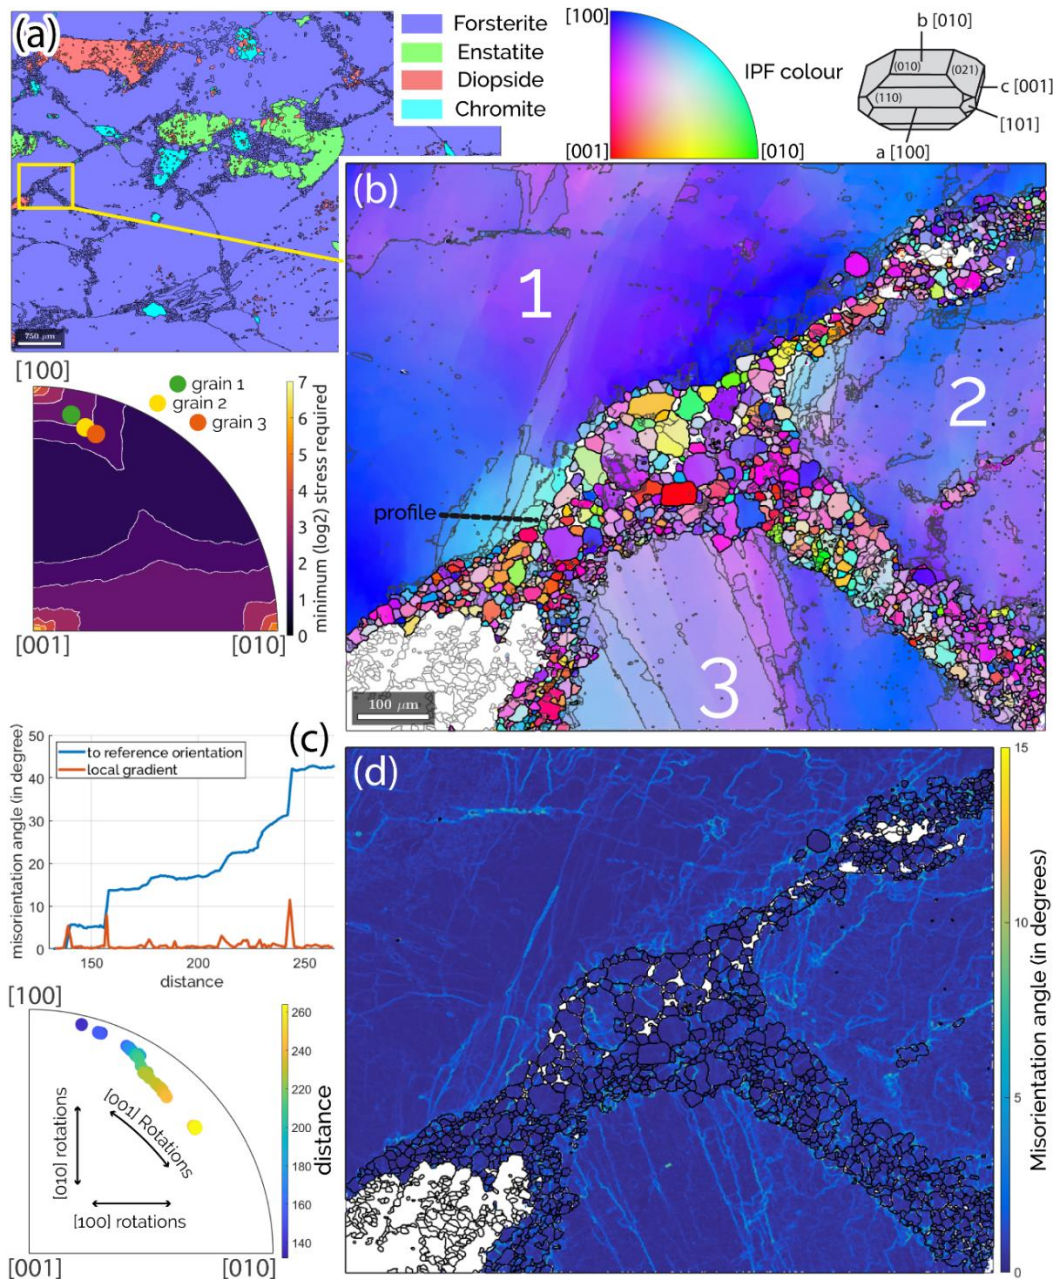 (a)
Forsterite
Enstatite
Diopside
Chromite
[100]
IPF colour
[001]
[010]
b [010]
(010)
(021)
(110)
c [001]
[101]
a [100]
750 μm
(b)
1
2
3
profile
100 μm
[100]
grain 1
grain 2
grain 3
7
6
5
4
3
2
1
0
minimum (log2) stress required
[001]
[010]
(c)
to reference orientation
local gradient
misorientation angle (in degree)
50
40
30
20
10
0
150
200
250
distance
[100]
[001] Rotations
[010] rotations
[100] rotations
[001]
[010]
260
240
220
200
180
160
140
distance
(d)
15
10
5
0
Misorientation angle (in degrees)